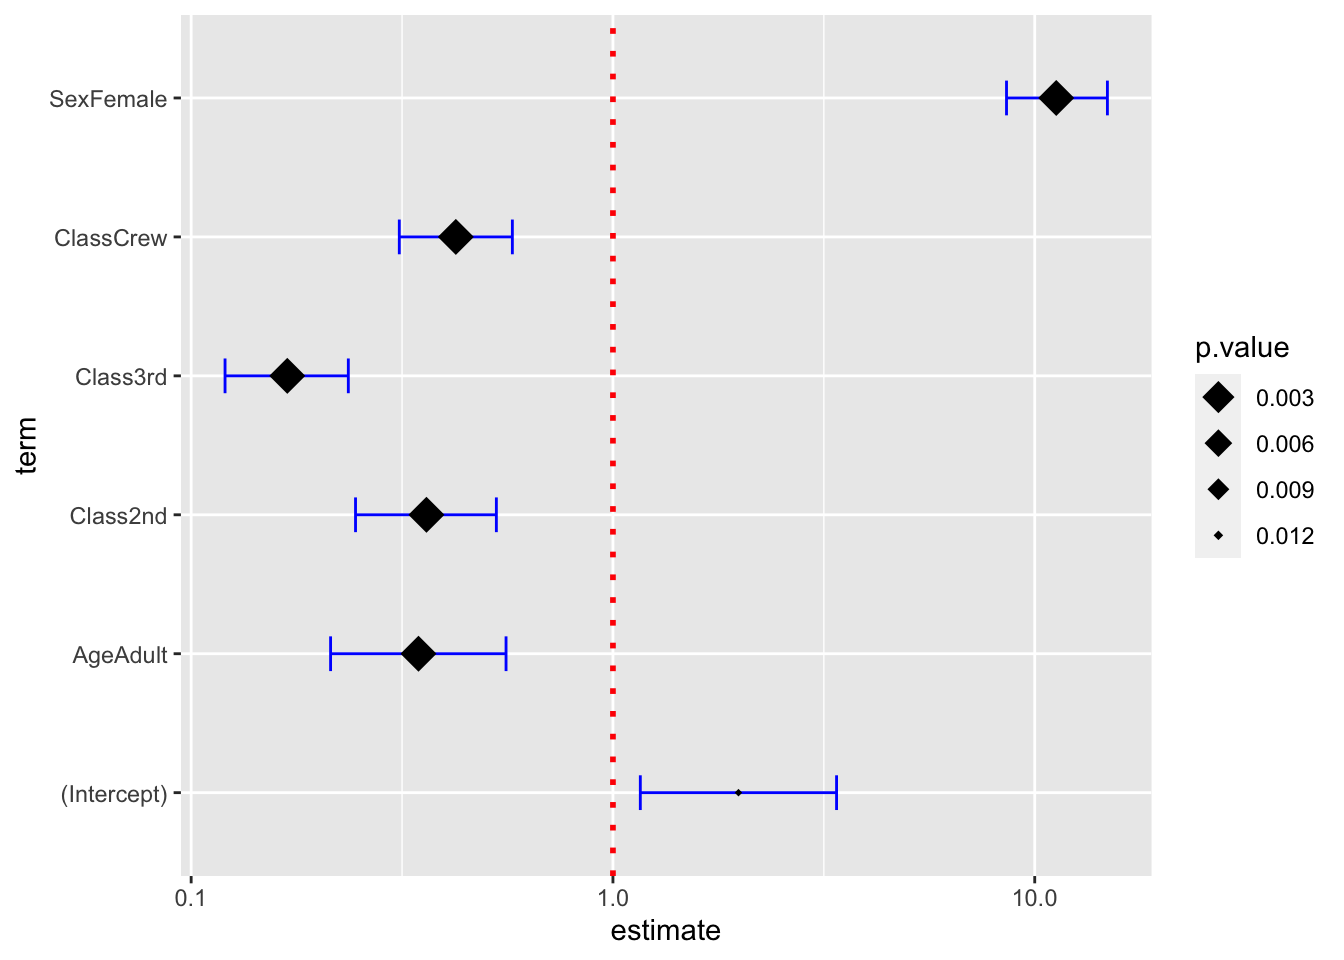 SexFemale
ClassCrew
Class3rd
Class2nd
AgeAdult
(Intercept)
term
0.1
1.0
10.0
estimate
p.value
0.003
0.006
0.009
0.012